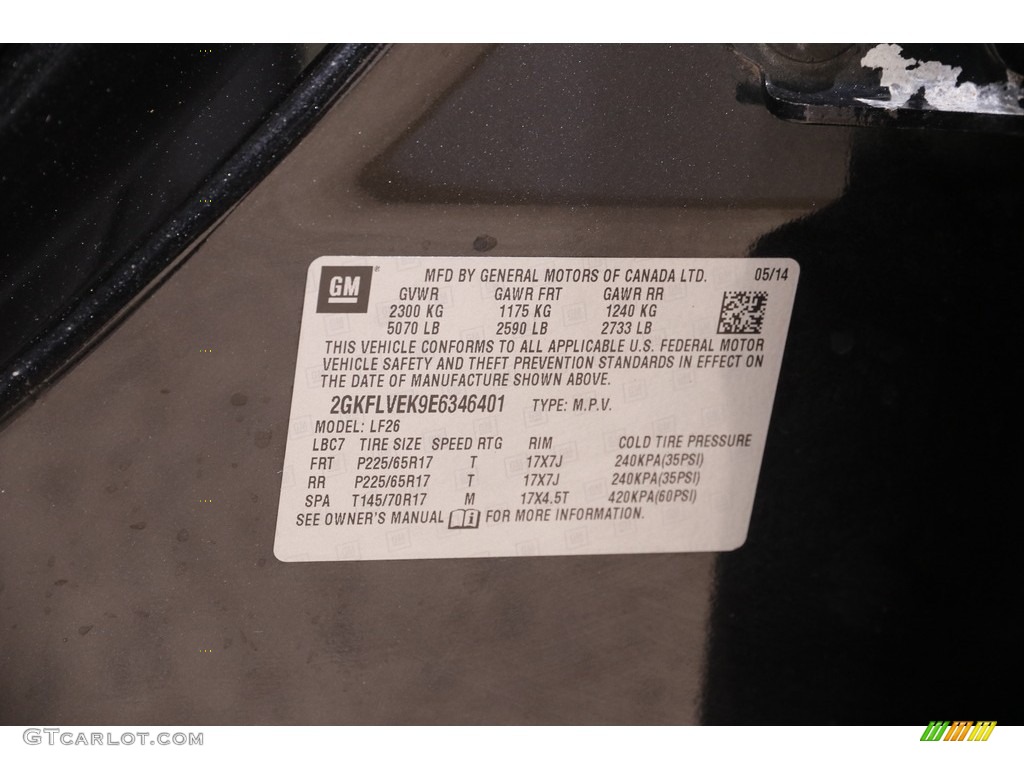 GM
MFD BY GENERAL MOTORS OF CANADA LTD. 05/14
GVWR GAWR FRT GAWR RR
2300 KG 1175 KG 1240 KG
5070 LB 2590 LB 2733 LB
THIS VEHICLE CONFORMS TO ALL APPLICABLE U.S. FEDERAL MOTOR
VEHICLE SAFETY AND THEFT PREVENTION STANDARDS IN EFFECT ON
THE DATE OF MANUFACTURE SHOWN ABOVE.
2GKFLVEK9E6346401 TYPE: M.P.V.
MODEL: LF26
LBC7 TIRE SIZE SPEED RTG RIM COLD TIRE PRESSURE
FRT P225/65R17 T 17X7J 240KPA(35PSI)
RR P225/65R17 T 17X7J 240KPA(35PSI)
SPA T145/70R17 M 17X4.5T 420KPA(60PSI)
SEE OWNER'S MANUAL FOR MORE INFORMATION.
GTCarlot.com